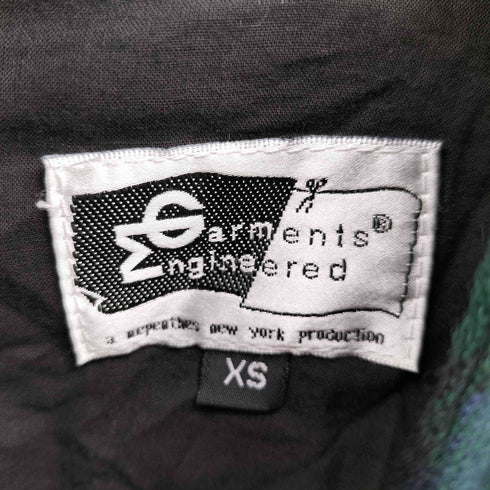 Garments®
Engineered
a nepenthes new york production
XS